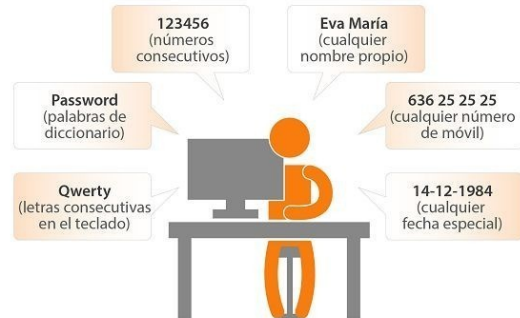 123456
(números
consecutivos)
Eva María
(cualquier
nombre propio)
Password
(palabras de
diccionario)
636 25 25 25
(cualquier número
de móvil)
Qwerty
(letras consecutivas
en el teclado)
14-12-1984
(cualquier
fecha especial)